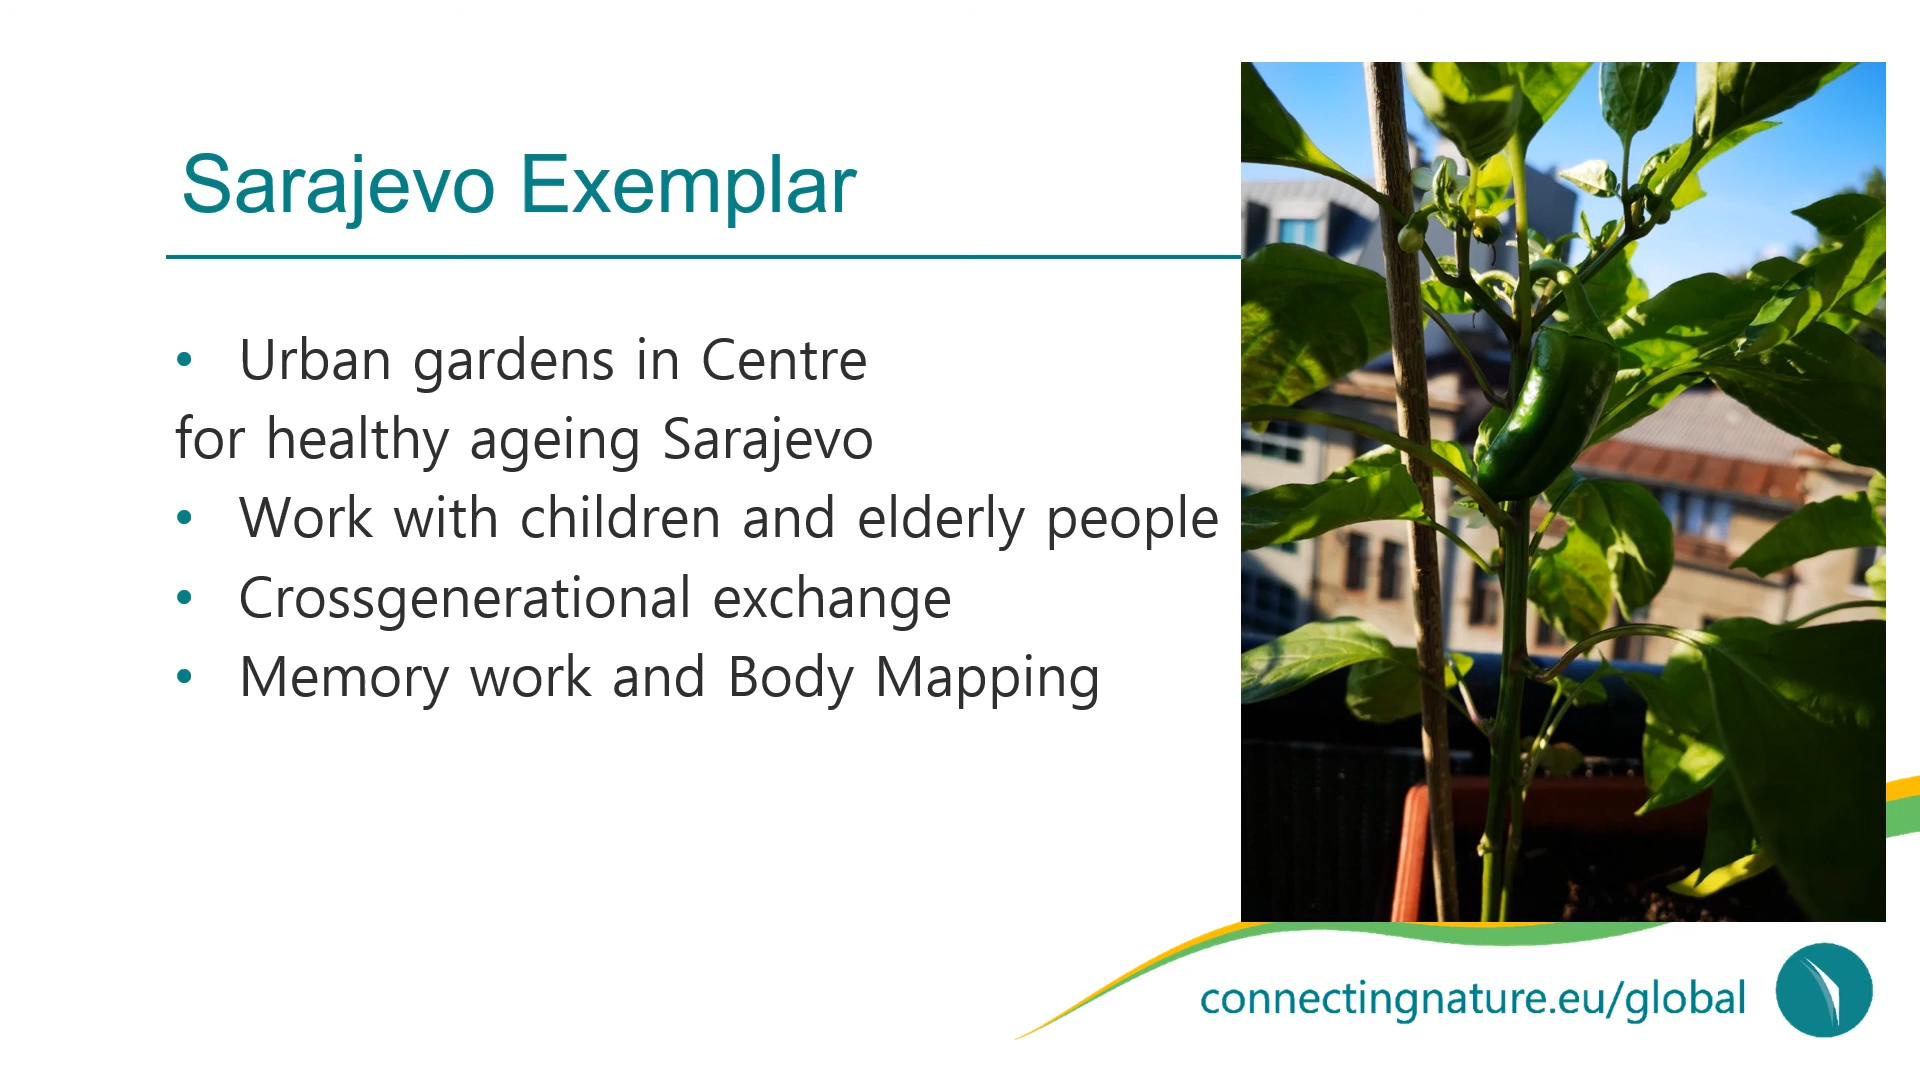 Sarajevo Exemplar
• Urban gardens in Centre
for healthy ageing Sarajevo
• Work with children and elderly people
• Crossgenerational exchange
• Memory work and Body Mapping
connectingnature.eu/global